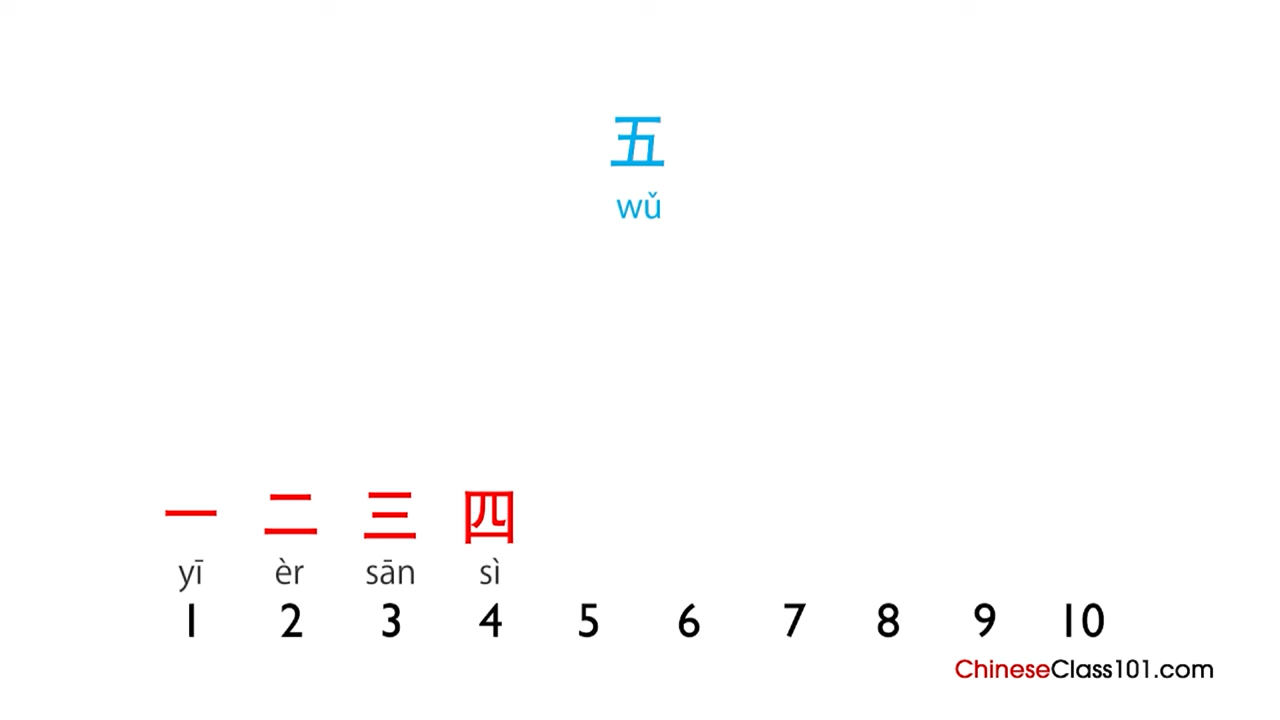 五
wǔ
一 二 三 四
yī èr sān sì
1 2 3 4 5 6 7 8 9 10
ChineseClass101.com